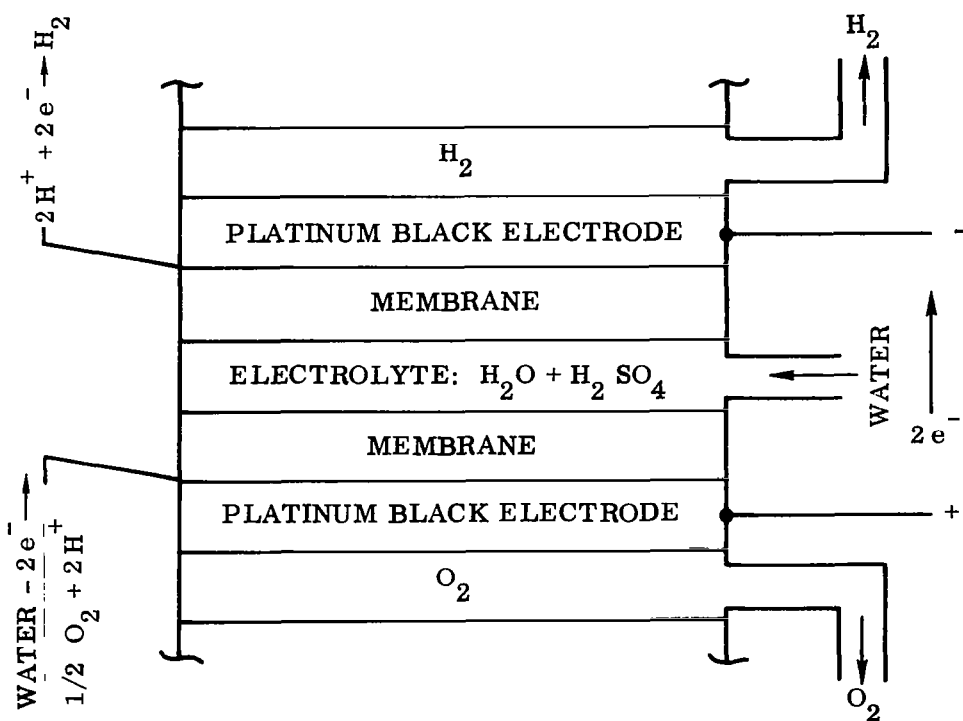 2H⁺ + 2e⁻ → H₂
H₂
H₂
PLATINUM BLACK ELECTRODE
-
MEMBRANE
ELECTROLYTE: H₂O + H₂ SO₄
WATER
2 e⁻
MEMBRANE
PLATINUM BLACK ELECTRODE
+
WATER - 2e⁻ →
1/2 O₂ + 2H⁺
O₂
O₂